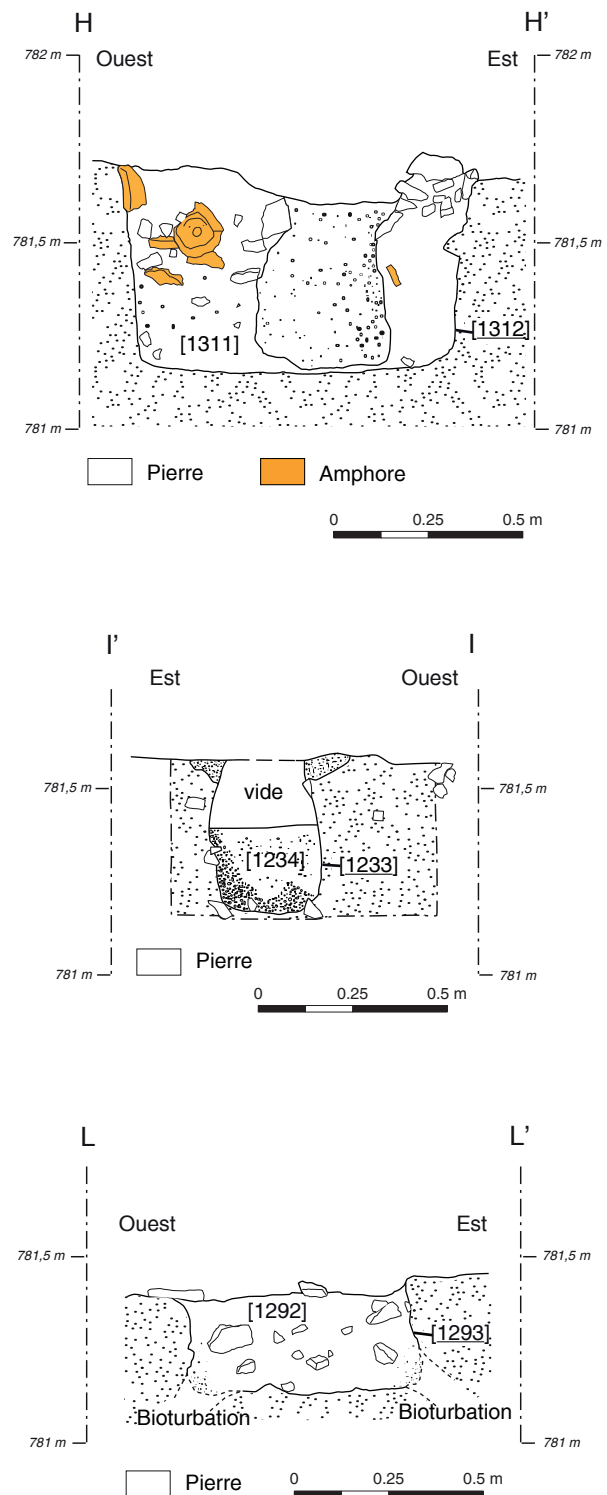 H H'
782 m Ouest Est 782 m
781,5 m 781,5 m
[1311] [1312]
781 m 781 m
Pierre Amphore
0 0.25 0.5 m
I' I
Est Ouest
781,5 m vide 781,5 m
[1234] [1233]
781 m Pierre 781 m
0 0.25 0.5 m
L L'
Ouest Est
781,5 m 781,5 m
[1292] [1293]
Bioturbation Bioturbation
781 m 781 m
Pierre 0 0.25 0.5 m